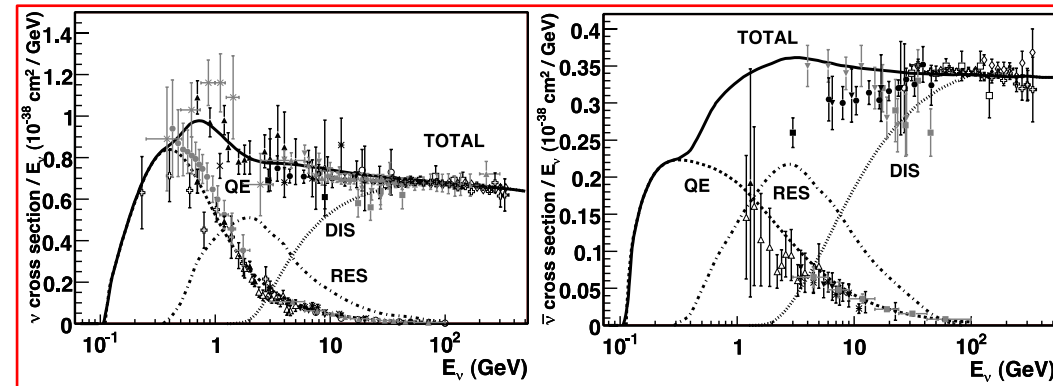 ν cross section / Eν (10-38 cm2 / GeV)
1.4
1.2
1
0.8
0.6
0.4
0.2
0
10-1
1
10
102
Eν (GeV)
TOTAL
QE
DIS
RES
ν̅ cross section / Eν (10-38 cm2 / GeV)
0.4
0.35
0.3
0.25
0.2
0.15
0.1
0.05
0
10-1
1
10
102
Eν (GeV)
TOTAL
QE
RES
DIS